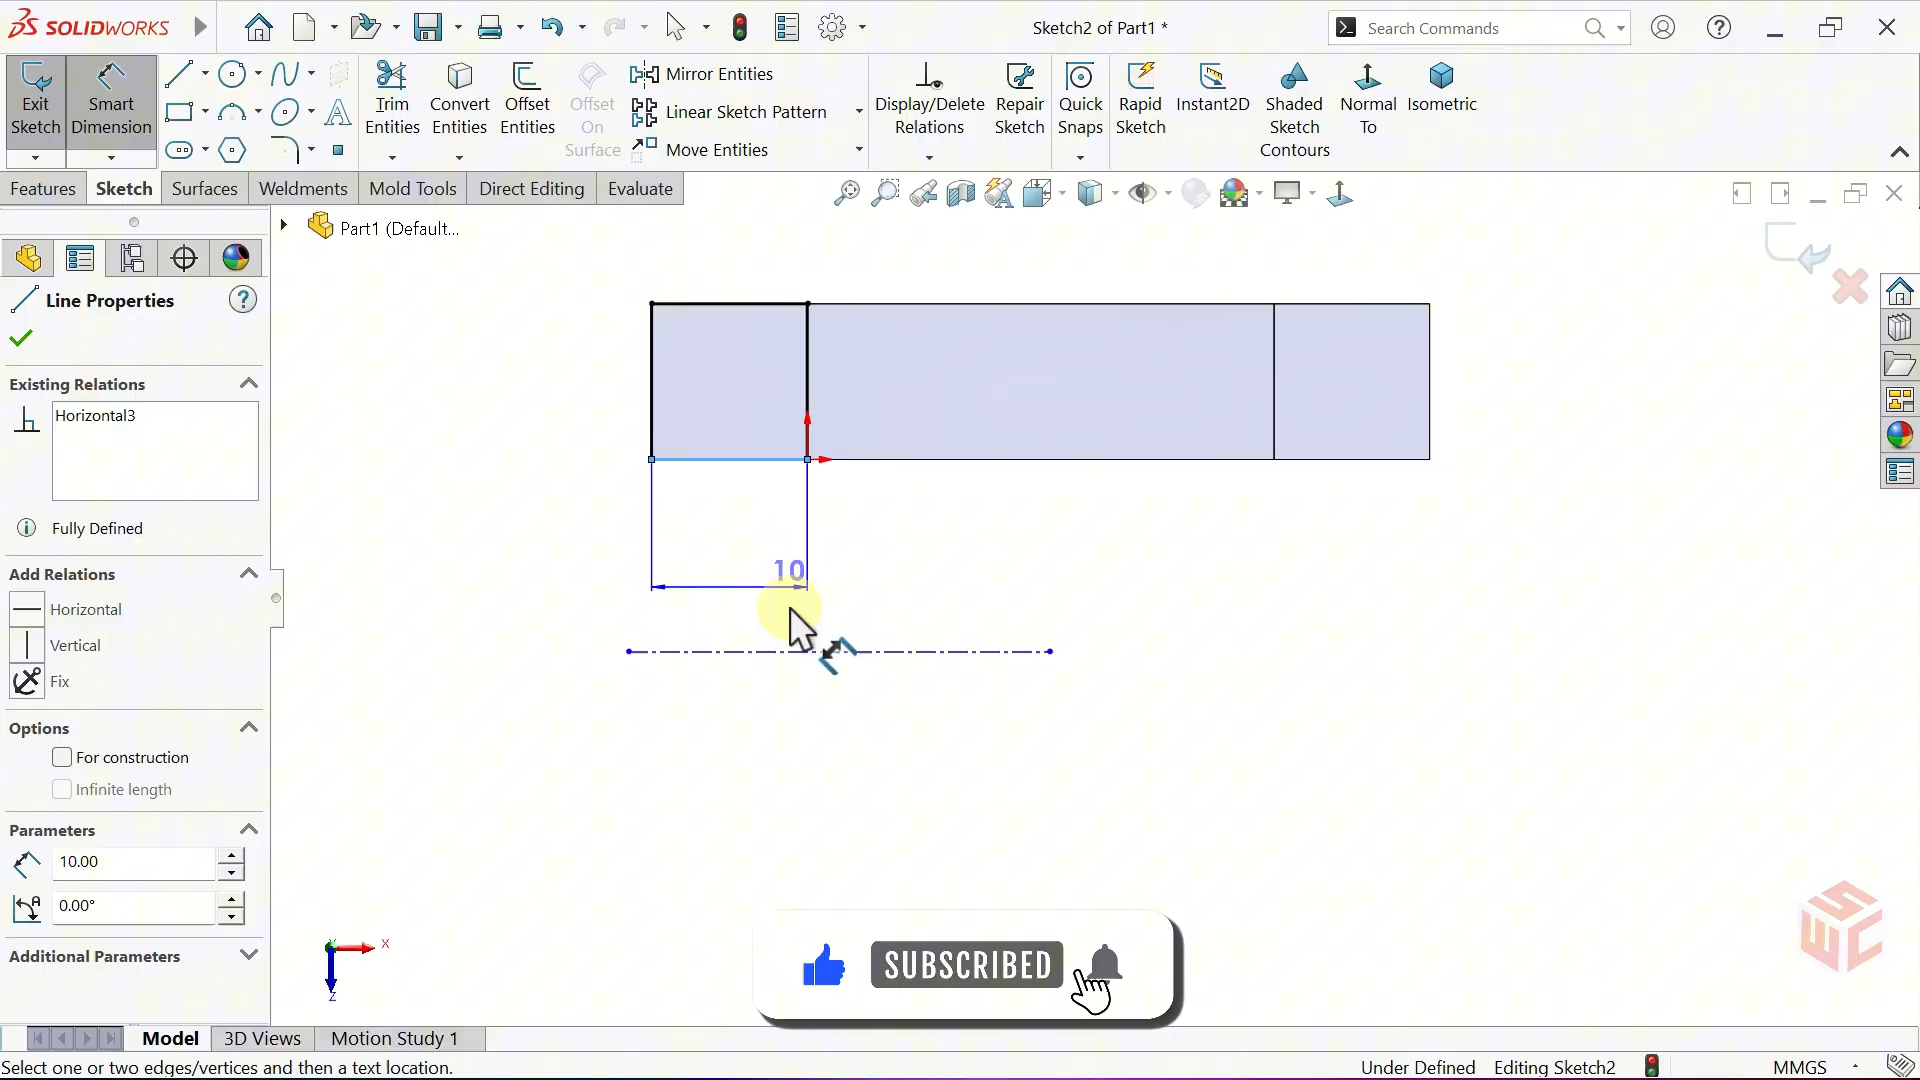 SOLIDWORKS
Sketch2 of Part1 *
Search Commands
Exit Sketch
Smart Dimension
Trim Entities
Convert Entities
Offset Entities
Offset On Surface
Mirror Entities
Linear Sketch Pattern
Move Entities
Display/Delete Relations
Repair Sketch
Quick Snaps
Rapid Sketch
Instant2D
Shaded Sketch Contours
Normal To
Isometric
Features
Sketch
Surfaces
Weldments
Mold Tools
Direct Editing
Evaluate
Part1 (Default...
Line Properties
Existing Relations
Horizontal3
Fully Defined
Add Relations
Horizontal
Vertical
Fix
Options
For construction
Infinite length
Parameters
10.00
0.00°
Additional Parameters
10
X
Y
Z
SUBSCRIBED
SWC
Model
3D Views
Motion Study 1
Select one or two edges/vertices and then a text location.
Under Defined
Editing Sketch2
MMGS